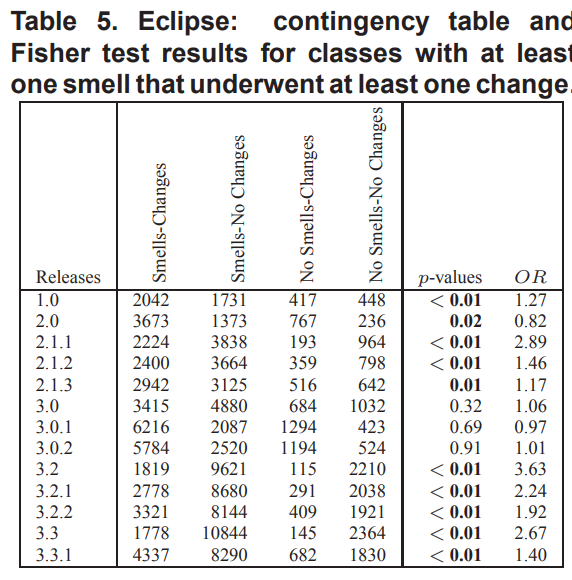 Table 5. Eclipse: contingency table and
Fisher test results for classes with at least
one smell that underwent at least one change.
Releases Smells-Changes Smells-No Changes No Smells-Changes No Smells-No Changes p-values OR
1.0 2042 1731 417 448 < 0.01 1.27
2.0 3673 1373 767 236 0.02 0.82
2.1.1 2224 3838 193 964 < 0.01 2.89
2.1.2 2400 3664 359 798 < 0.01 1.46
2.1.3 2942 3125 516 642 0.01 1.17
3.0 3415 4880 684 1032 0.32 1.06
3.0.1 6216 2087 1294 423 0.69 0.97
3.0.2 5784 2520 1194 524 0.91 1.01
3.2 1819 9621 115 2210 < 0.01 3.63
3.2.1 2778 8680 291 2038 < 0.01 2.24
3.2.2 3321 8144 409 1921 < 0.01 1.92
3.3 1778 10844 145 2364 < 0.01 2.67
3.3.1 4337 8290 682 1830 < 0.01 1.40